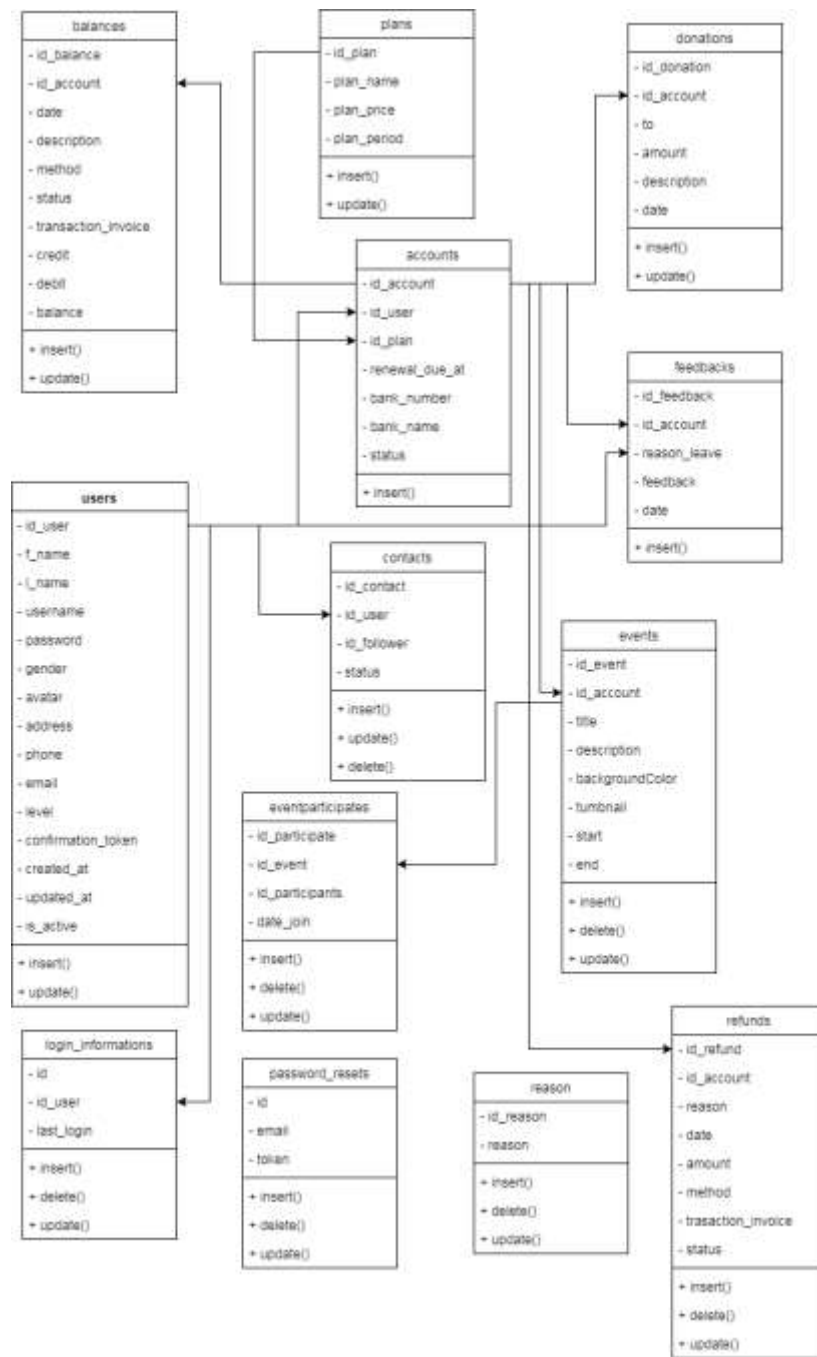 balances
- id_balance
- id_account
- date
- description
- method
- status
- transaction_invoice
- credit
- debit
- balance
+ insert()
+ update()
plans
- id_plan
- plan_name
- plan_price
- plan_period
+ insert()
+ update()
donations
- id_donation
- id_account
- to
- amount
- description
- date
+ insert()
+ update()
accounts
- id_account
- id_user
- id_plan
- renewal_due_at
- bank_number
- bank_name
- status
+ insert()
feedbacks
- id_feedback
- id_account
- reason_leave
- feedback
- date
+ insert()
users
- id_user
- f_name
- l_name
- username
- password
- gender
- avatar
- address
- phone
- email
- level
- confirmation_token
- created_at
- updated_at
- is_active
+ insert()
+ update()
contacts
- id_contact
- id_user
- id_follower
- status
+ insert()
+ update()
+ delete()
events
- id_event
- id_account
- title
- description
- backgroundColor
- tumbnail
- start
- end
+ insert()
+ delete()
+ update()
eventparticipates
- id_participate
- id_event
- id_participants
- date_join
+ insert()
+ delete()
+ update()
login_informations
- id
- id_user
- last_login
+ insert()
+ delete()
+ update()
password_resets
- id
- email
- token
+ insert()
+ delete()
+ update()
reason
- id_reason
- reason
+ insert()
+ delete()
+ update()
refunds
- id_refund
- id_account
- reason
- date
- amount
- method
- trasaction_invoice
- status
+ insert()
+ delete()
+ update()